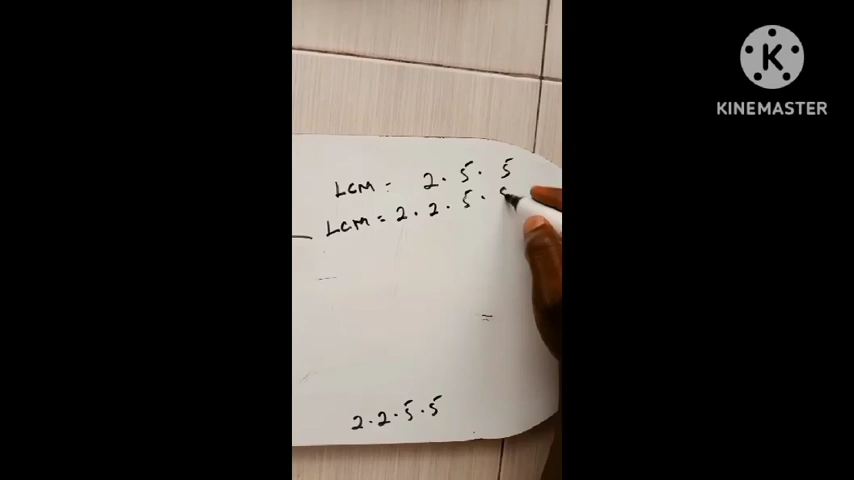 KINEMASTER
LCM = 2 . 5 . 5
LCM = 2 . 2 . 5 .
=
2 . 2 . 5 . 5